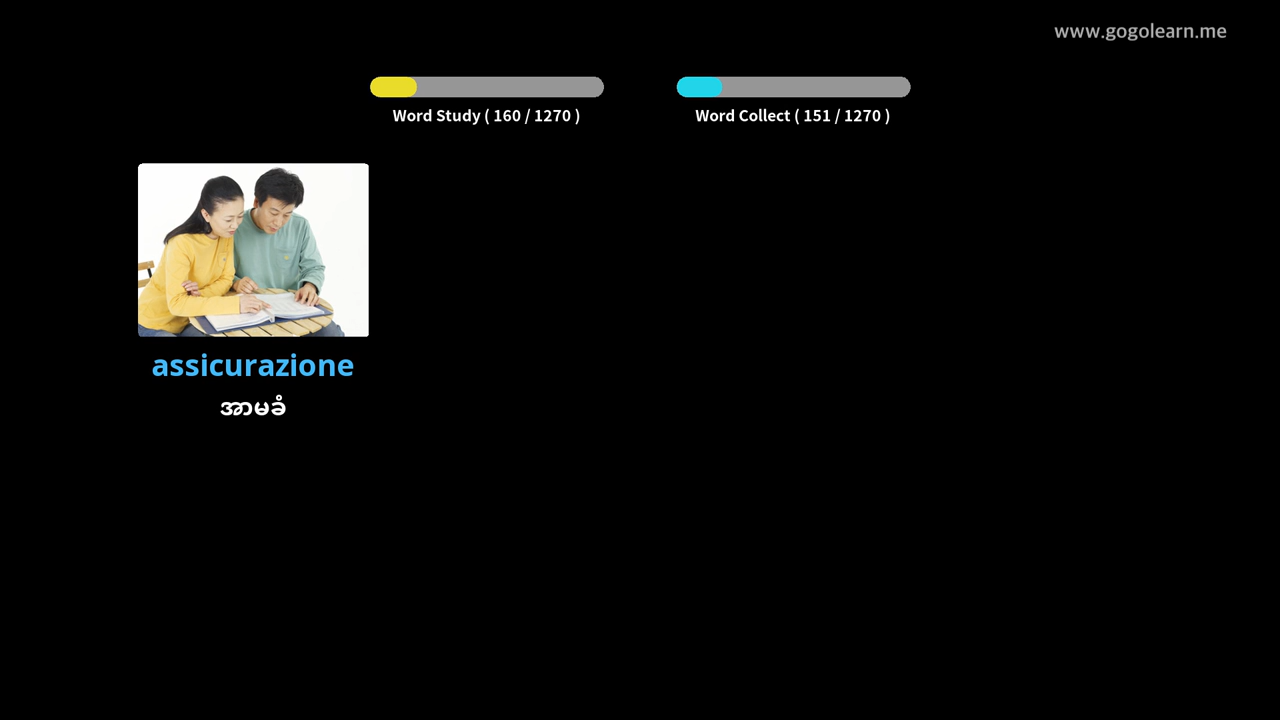 www.gogolearn.me
Word Study ( 160 / 1270 )
Word Collect ( 151 / 1270 )
assicurazione
အာမခံ